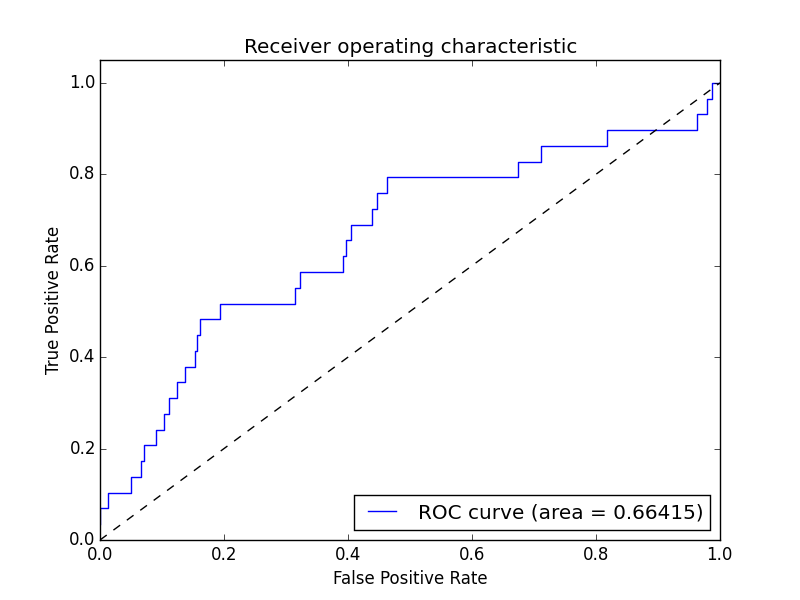 Receiver operating characteristic
1.0
0.8
0.6
0.4
0.2
0.0
True Positive Rate
ROC curve (area = 0.66415)
0.0 0.2 0.4 0.6 0.8 1.0
False Positive Rate